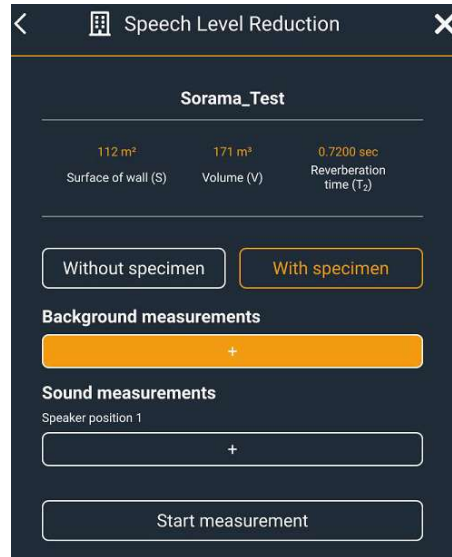 Speech Level Reduction
Sorama_Test
112 m² 171 m³ 0.7200 sec
Surface of wall (S) Volume (V) Reverberation
time (T₂)
Without specimen With specimen
Background measurements
+
Sound measurements
Speaker position 1
+
Start measurement